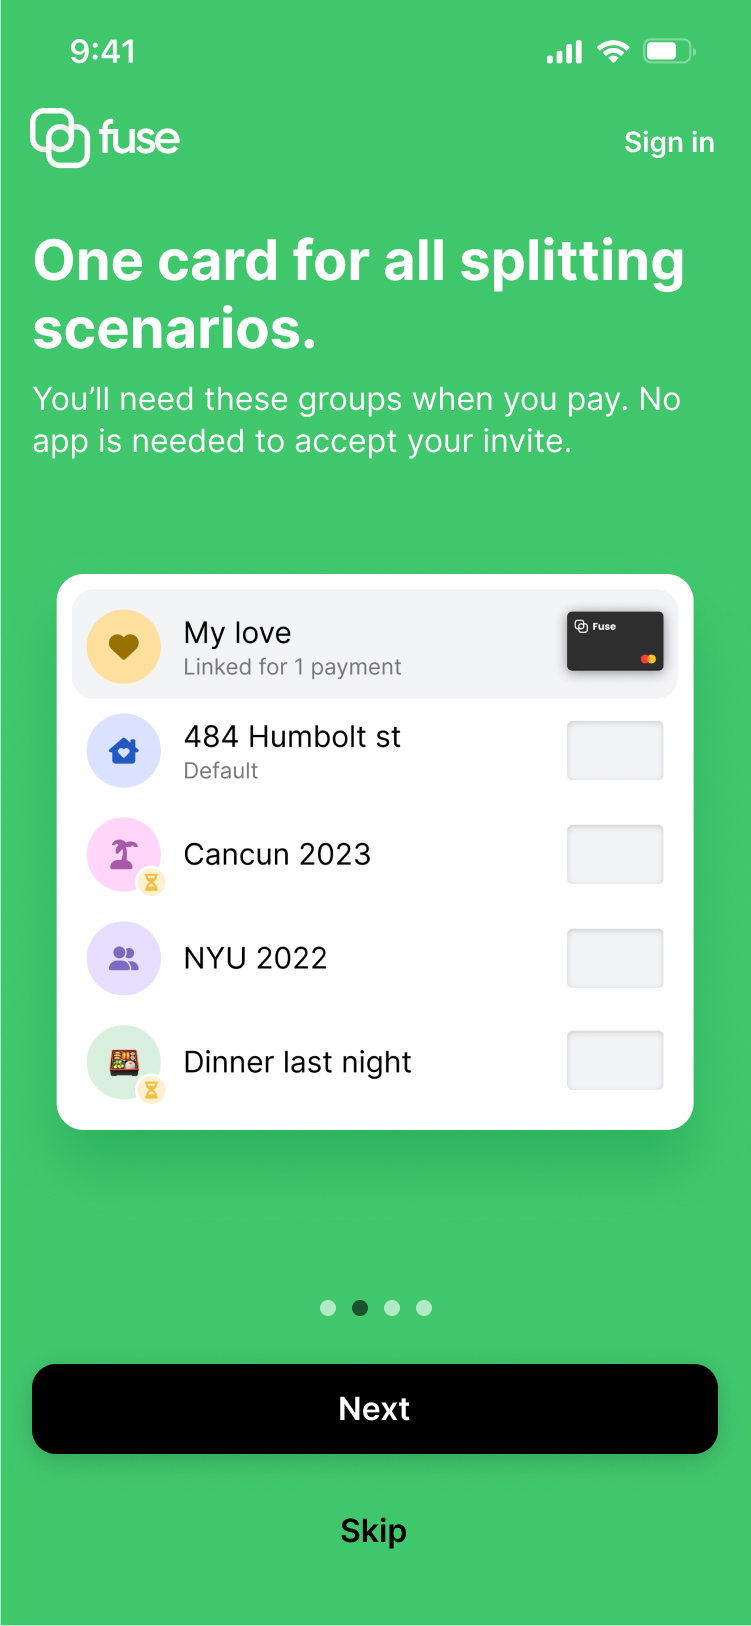 9:41
fuse
Sign in
One card for all splitting
scenarios.
You’ll need these groups when you pay. No
app is needed to accept your invite.
My love
Linked for 1 payment
Fuse
484 Humbolt st
Default
Cancun 2023
NYU 2022
Dinner last night
Next
Skip